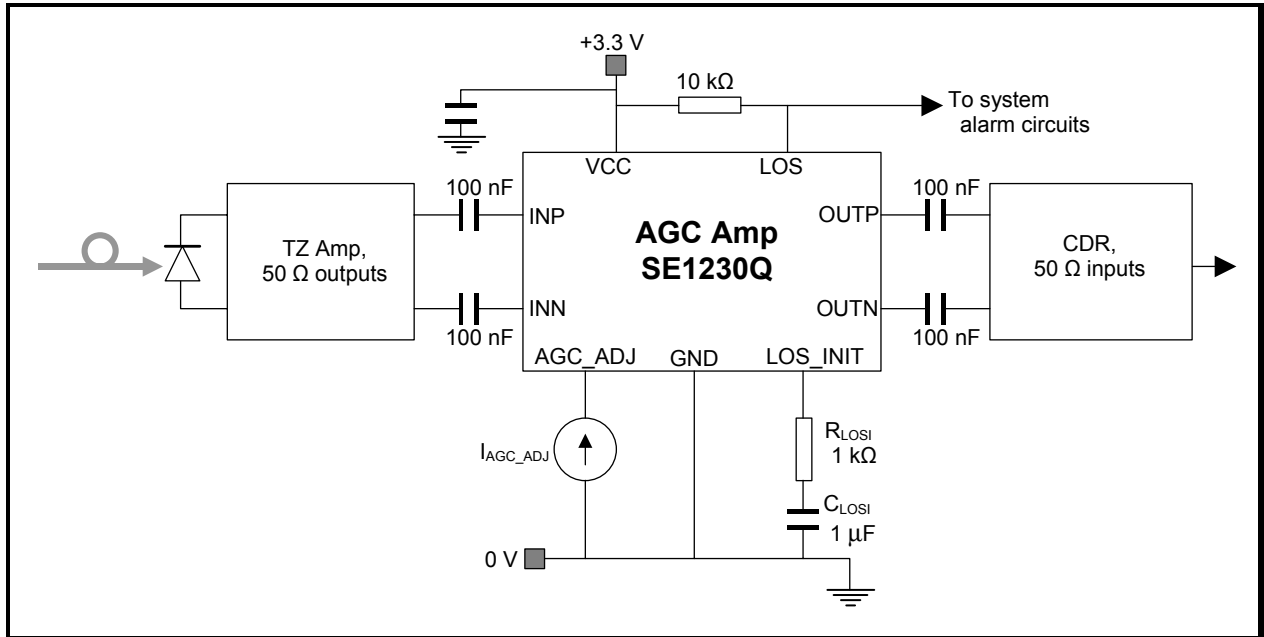 +3.3 V
10 kΩ
To system
alarm circuits
VCC
LOS
100 nF
100 nF
INP
OUTP
TZ Amp,
50 Ω outputs
AGC Amp
SE1230Q
CDR,
50 Ω inputs
INN
OUTN
100 nF
100 nF
AGC_ADJ
GND
LOS_INIT
IAGC_ADJ
RLOSI
1 kΩ
CLOSI
1 μF
0 V